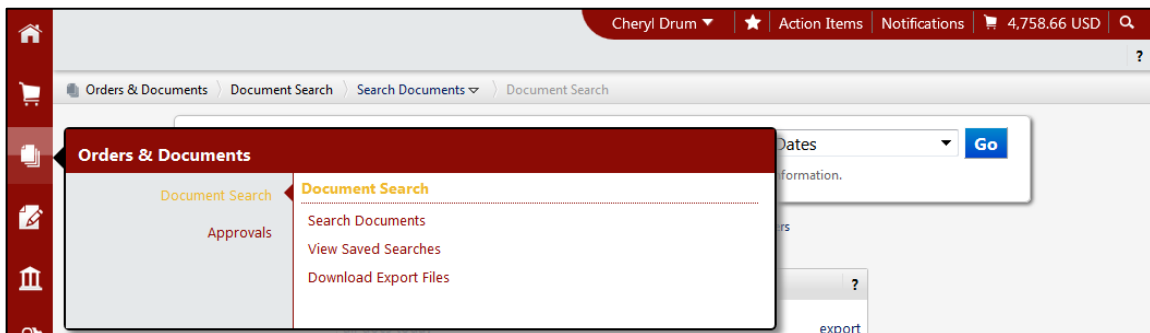 Cheryl Drum Action Items Notifications 4,758.66 USD
?
Orders & Documents Document Search Search Documents Document Search
Orders & Documents
Dates Go
Document Search
Document Search
Search Documents
Approvals
View Saved Searches
Download Export Files
?
export